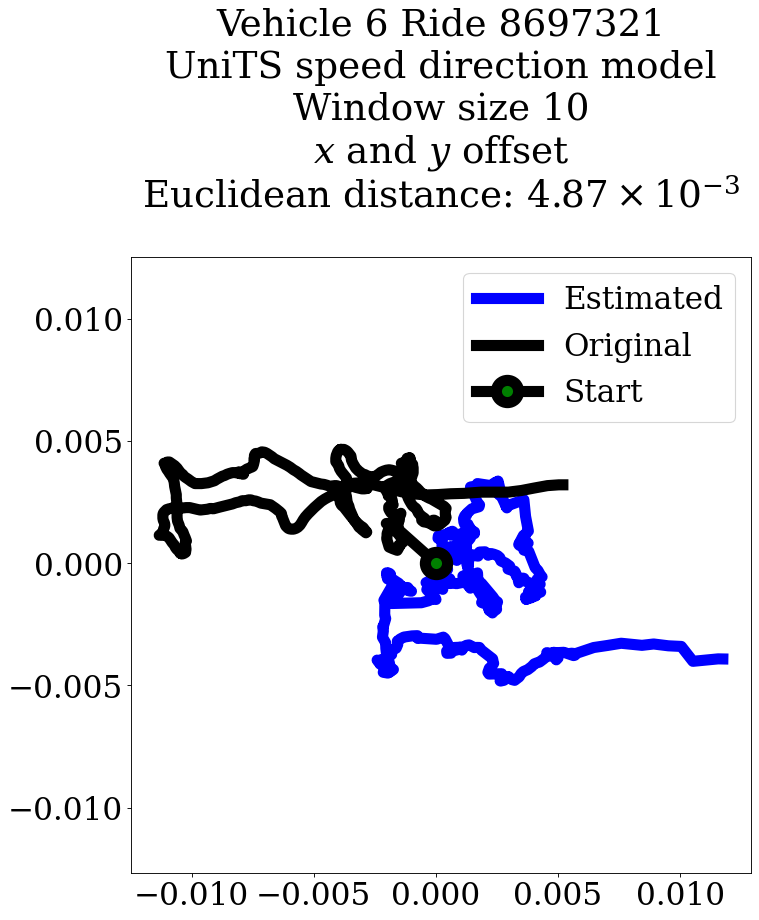 Vehicle 6 Ride 8697321
UniTS speed direction model
Window size 10
x and y offset
Euclidean distance: 4.87 × 10⁻³
Estimated
Original
Start
0.010
0.005
0.000
−0.005
−0.010
−0.010 −0.005 0.000 0.005 0.010